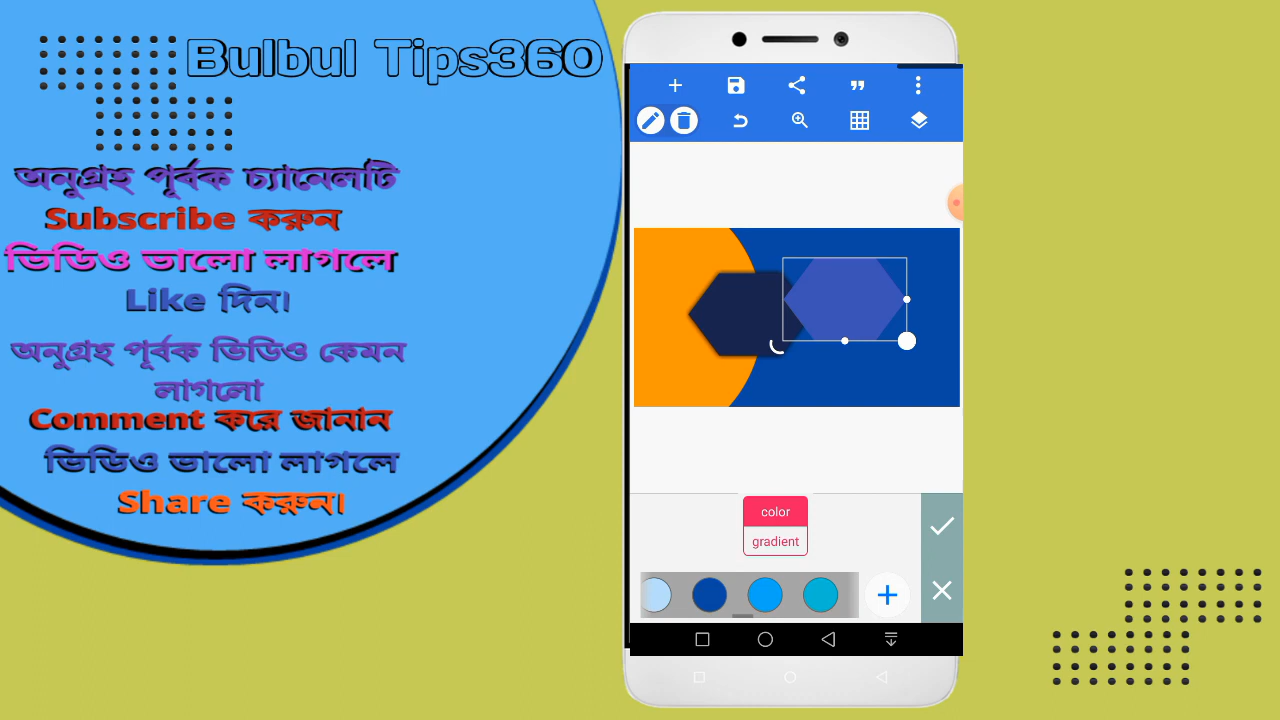 Bulbul Tips360
অনুগ্রহ পূর্বক চ্যানেলটি
Subscribe করুন
ভিডিও ভালো লাগলে
Like দিন।
অনুগ্রহ পূর্বক ভিডিও কেমন
লাগলো
Comment করে জানান
ভিডিও ভালো লাগলে
Share করুন।
color
gradient